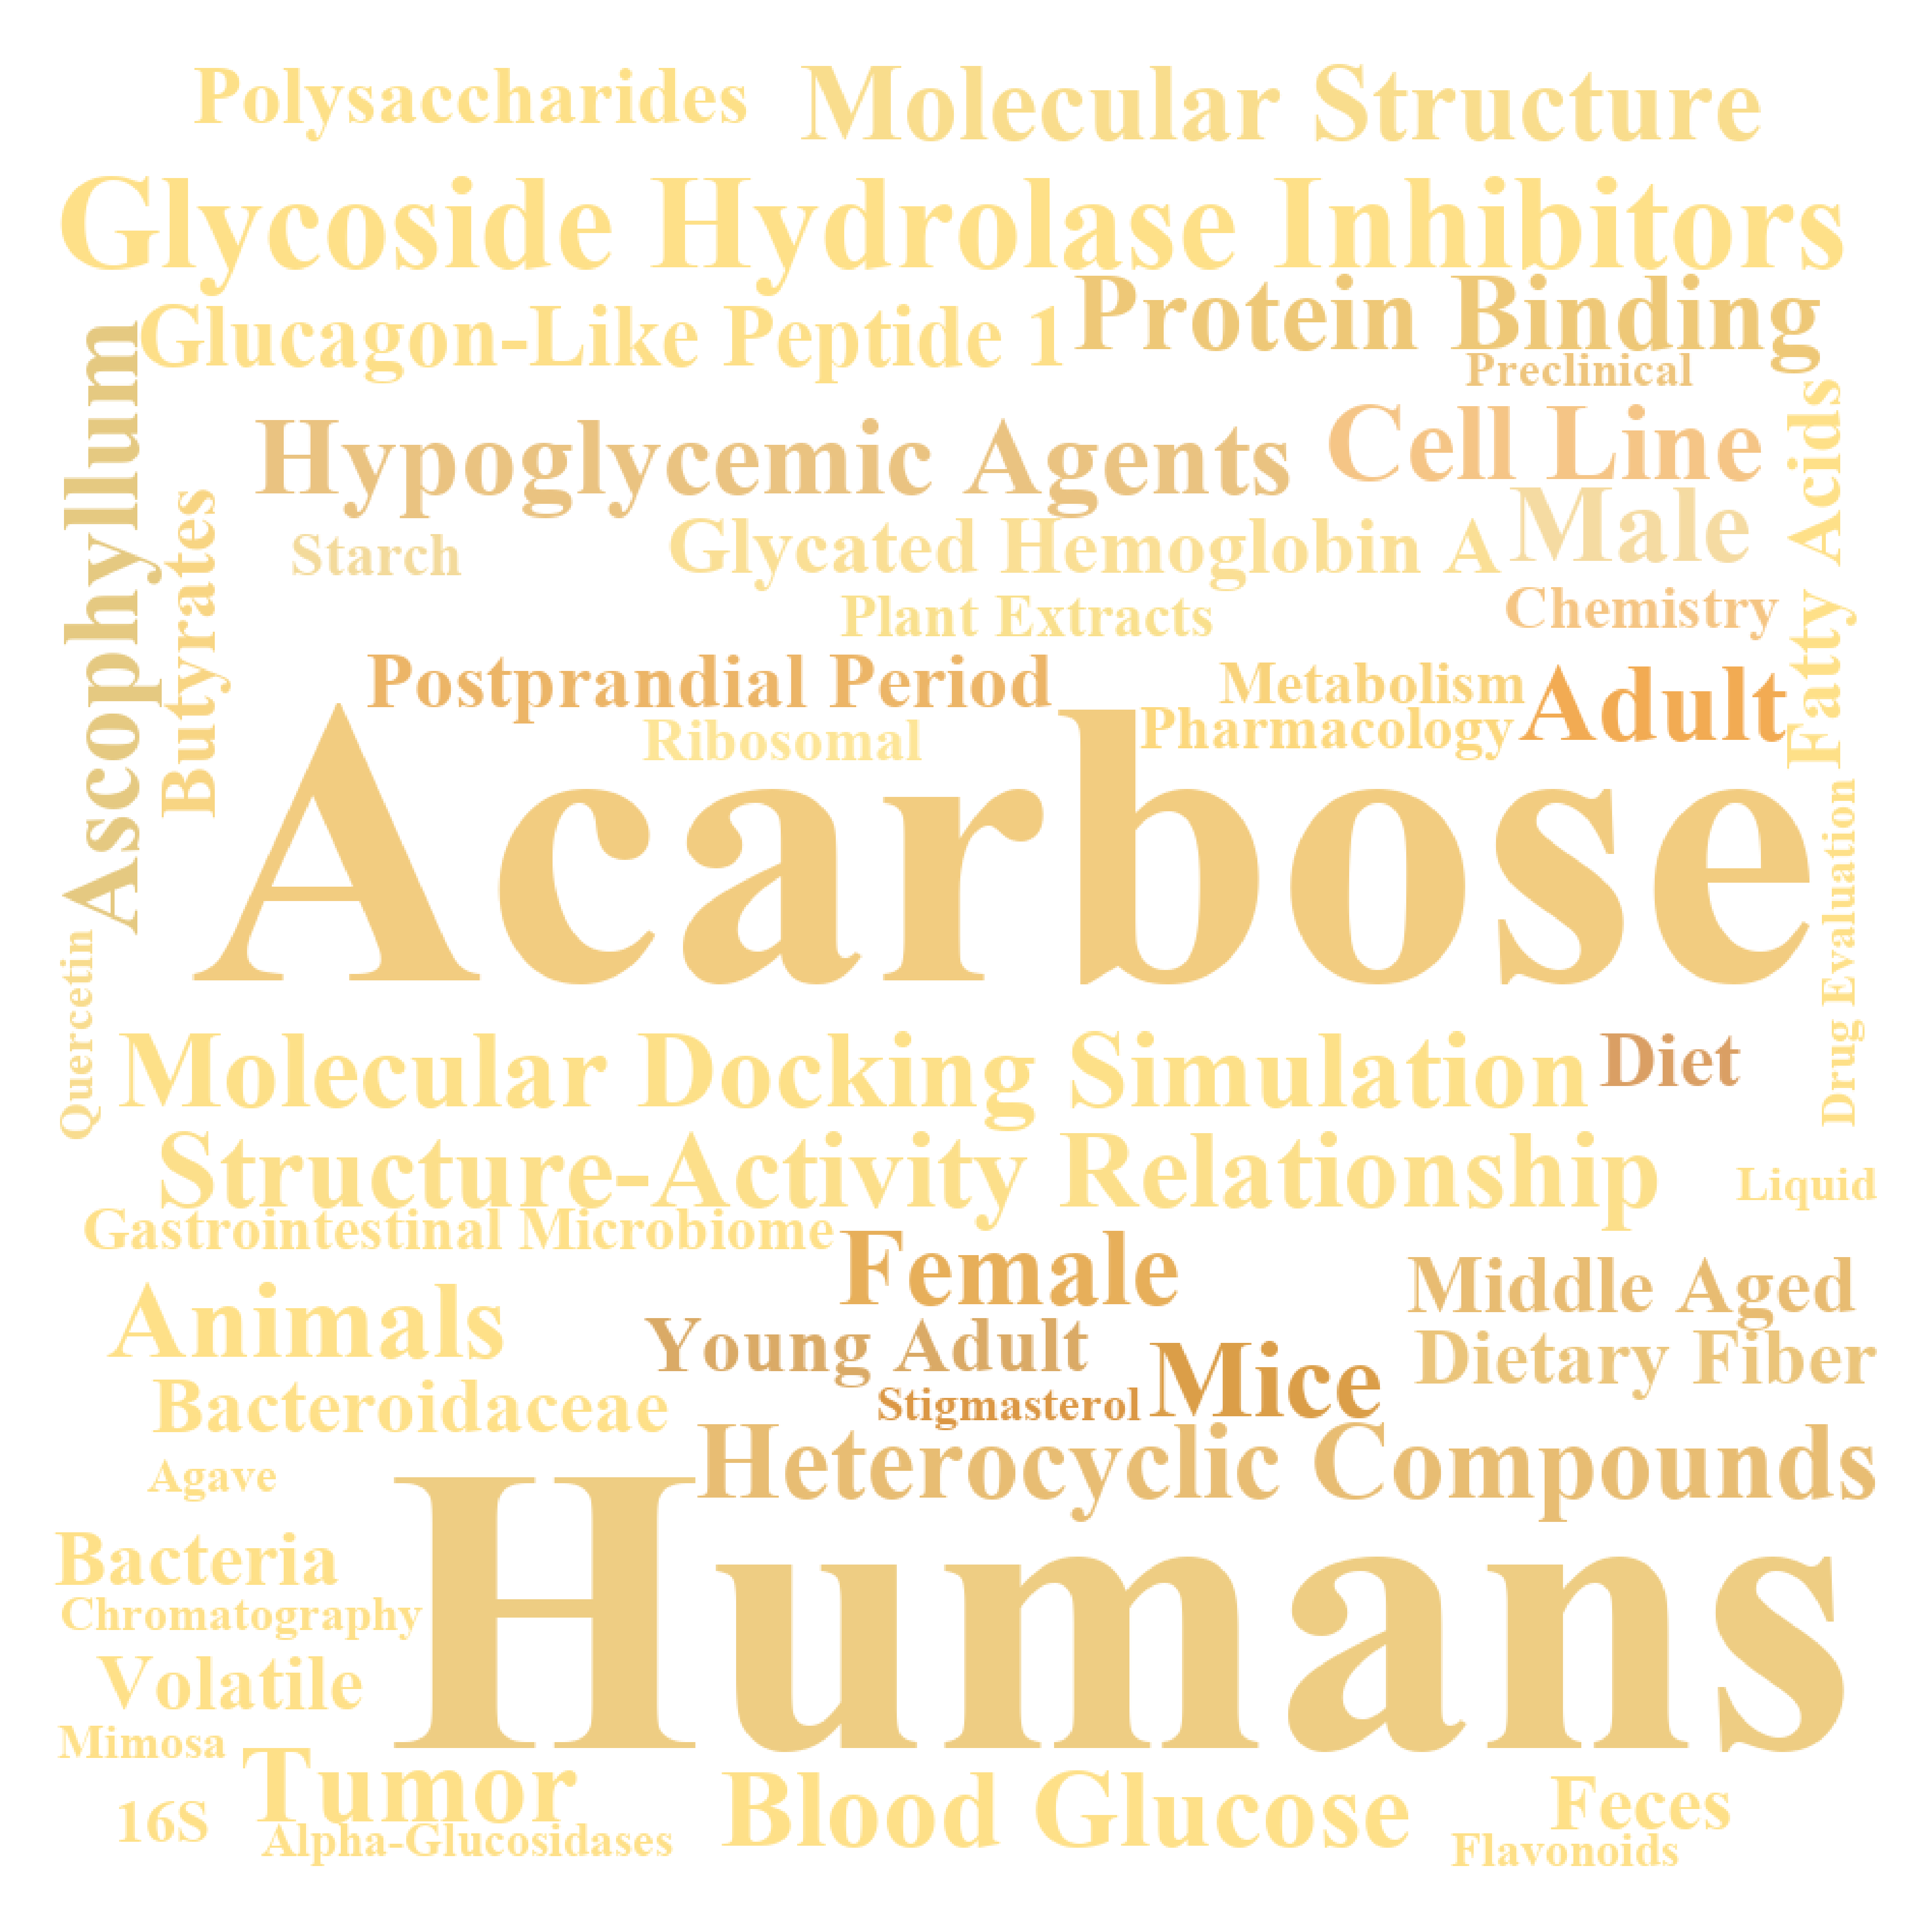 Polysaccharides
Molecular Structure
Glycoside Hydrolase Inhibitors
Glucagon-Like Peptide 1
Protein Binding
Preclinical
Ascophyllum
Butyrates
Hypoglycemic Agents
Cell Line
Fatty Acids
Starch
Glycated Hemoglobin A
Male
Plant Extracts
Chemistry
Postprandial Period
Metabolism
Adult
Ribosomal
Pharmacology
Acarbose
Drug Evaluation
Quercetin
Molecular Docking Simulation
Diet
Structure-Activity Relationship
Liquid
Gastrointestinal Microbiome
Female
Animals
Middle Aged
Young Adult
Mice
Dietary Fiber
Bacteroidaceae
Stigmasterol
Agave
Heterocyclic Compounds
Bacteria
Humans
Chromatography
Volatile
Mimosa
Tumor
16S
Blood Glucose
Feces
Alpha-Glucosidases
Flavonoids